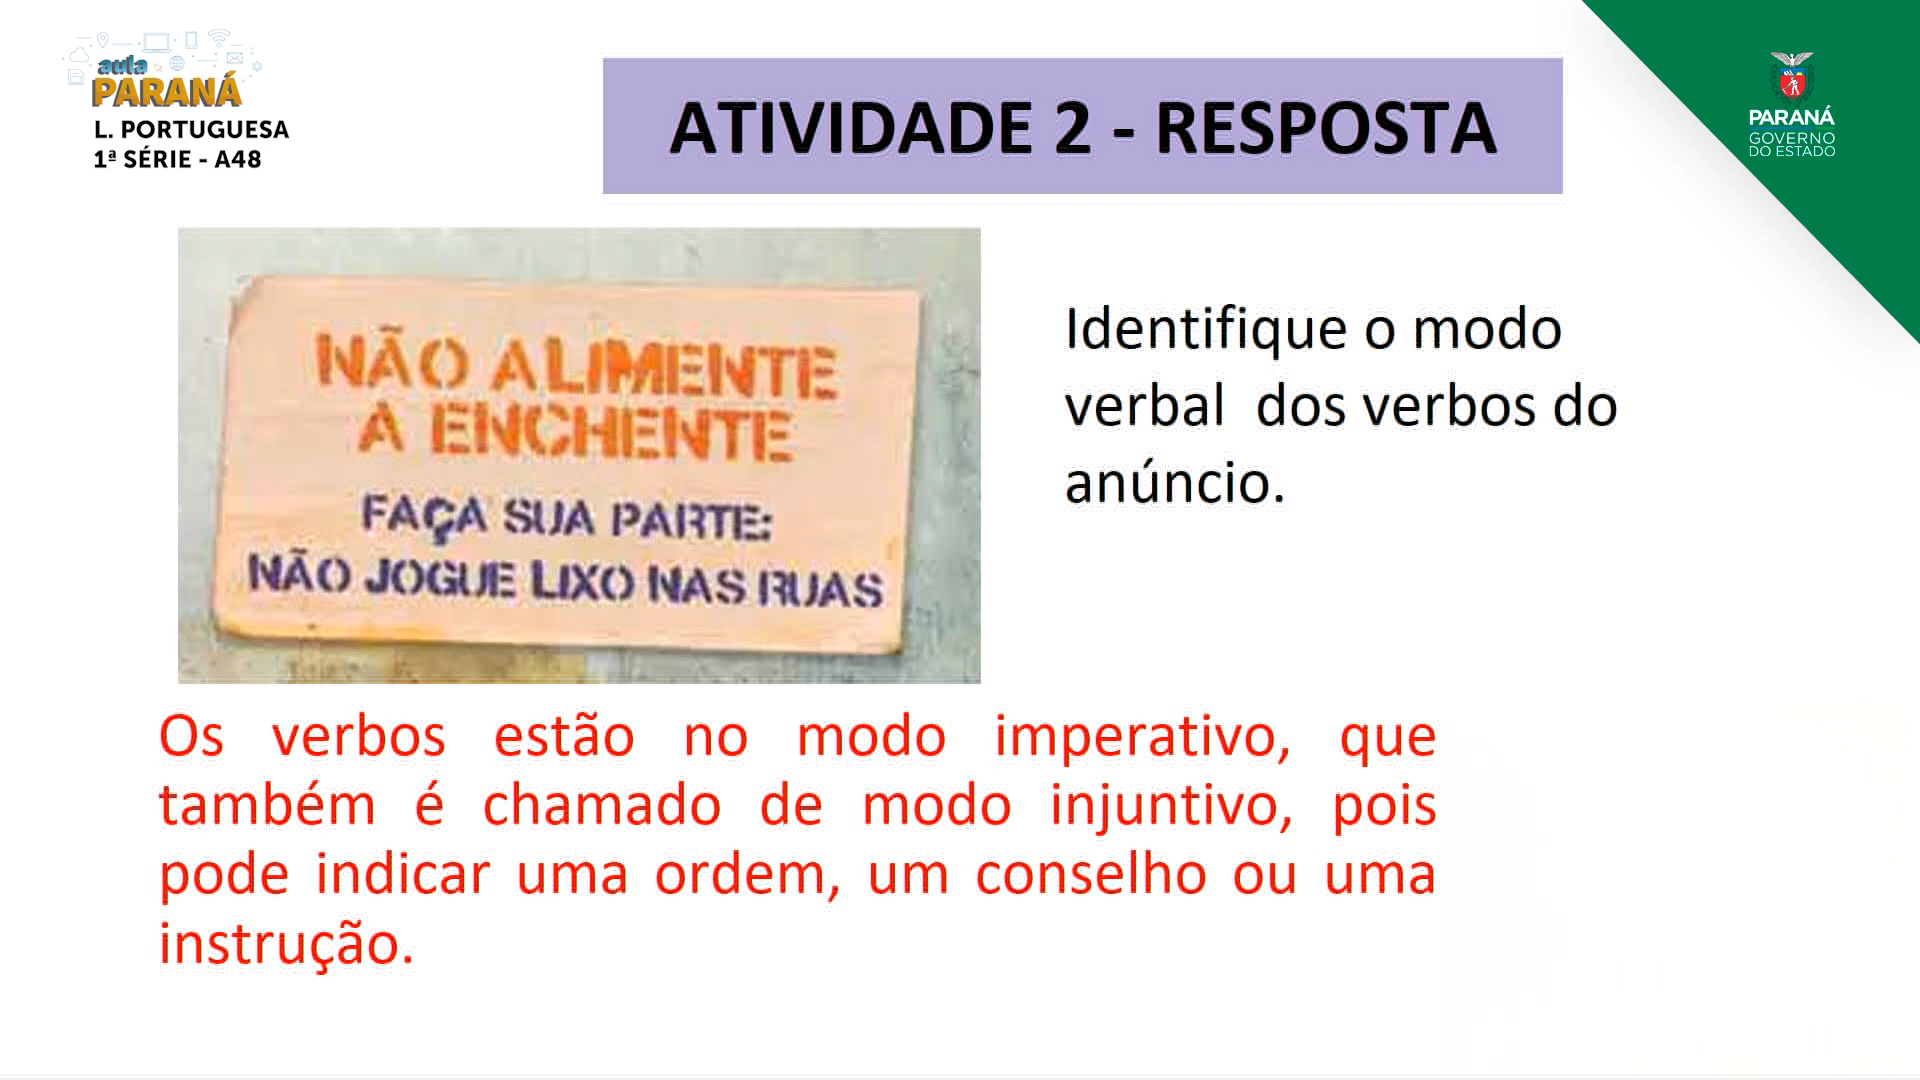 aula
PARANÁ
L. PORTUGUESA
1ª SÉRIE - A48
ATIVIDADE 2 - RESPOSTA
PARANÁ
GOVERNO
DO ESTADO
NÃO ALIMENTE
A ENCHENTE
FAÇA SUA PARTE:
NÃO JOGUE LIXO NAS RUAS
Identifique o modo
verbal dos verbos do
anúncio.
Os verbos estão no modo imperativo, que
também é chamado de modo injuntivo, pois
pode indicar uma ordem, um conselho ou uma
instrução.